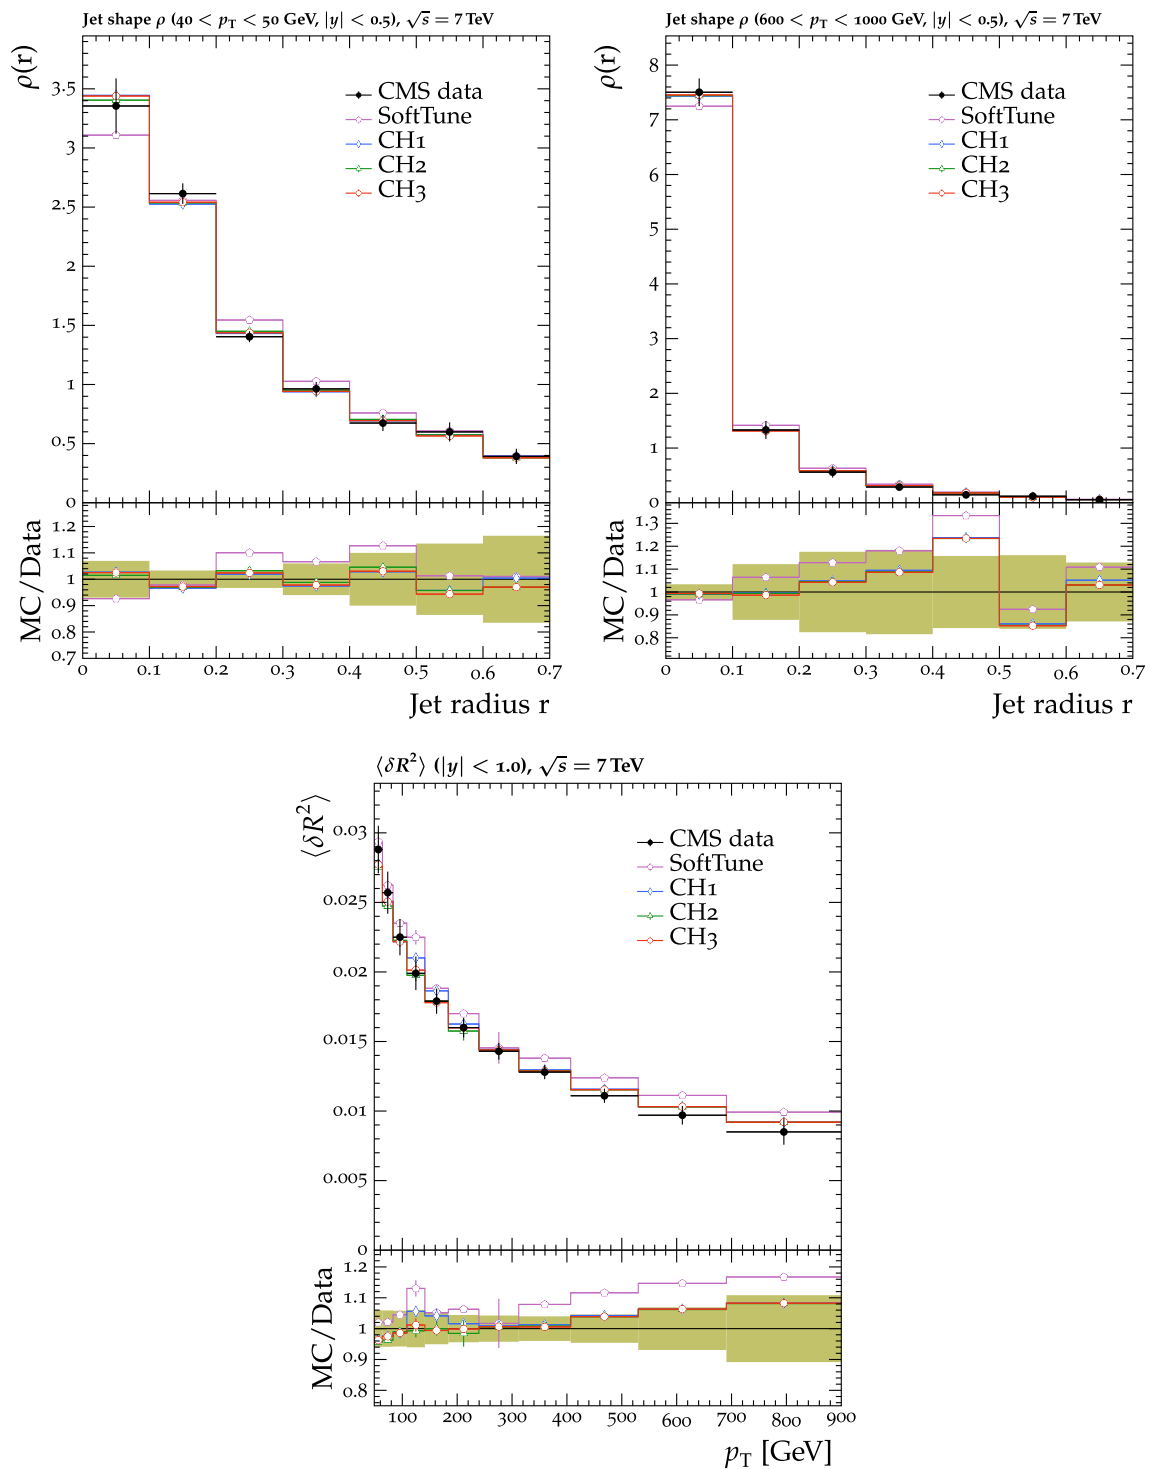 Jet shape ρ (40 < pT < 50 GeV, |y| < 0.5), √s = 7 TeV
ρ(r)
3.5
3
2.5
2
1.5
1
0.5
0
CMS data
SoftTune
CH1
CH2
CH3
MC/Data
1.2
1.1
1.0
0.9
0.8
0.7
0 0.1 0.2 0.3 0.4 0.5 0.6 0.7
Jet radius r
Jet shape ρ (600 < pT < 1000 GeV, |y| < 0.5), √s = 7 TeV
ρ(r)
8
7
6
5
4
3
2
1
0
CMS data
SoftTune
CH1
CH2
CH3
MC/Data
1.3
1.2
1.1
1
0.9
0.8
0 0.1 0.2 0.3 0.4 0.5 0.6 0.7
Jet radius r
⟨δR²⟩ (|y| < 1.0), √s = 7 TeV
⟨δR²⟩
0.03
0.025
0.02
0.015
0.01
0.005
0
CMS data
SoftTune
CH1
CH2
CH3
MC/Data
1.2
1.1
1
0.9
0.8
100 200 300 400 500 600 700 800 900
pT [GeV]